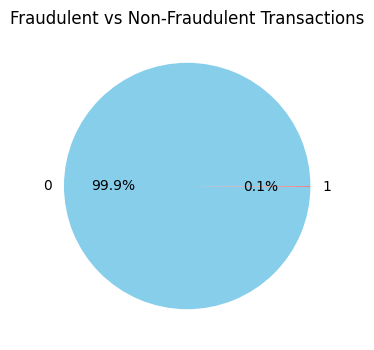 Fraudulent vs Non-Fraudulent Transactions
0 99.9% 0.1% 1